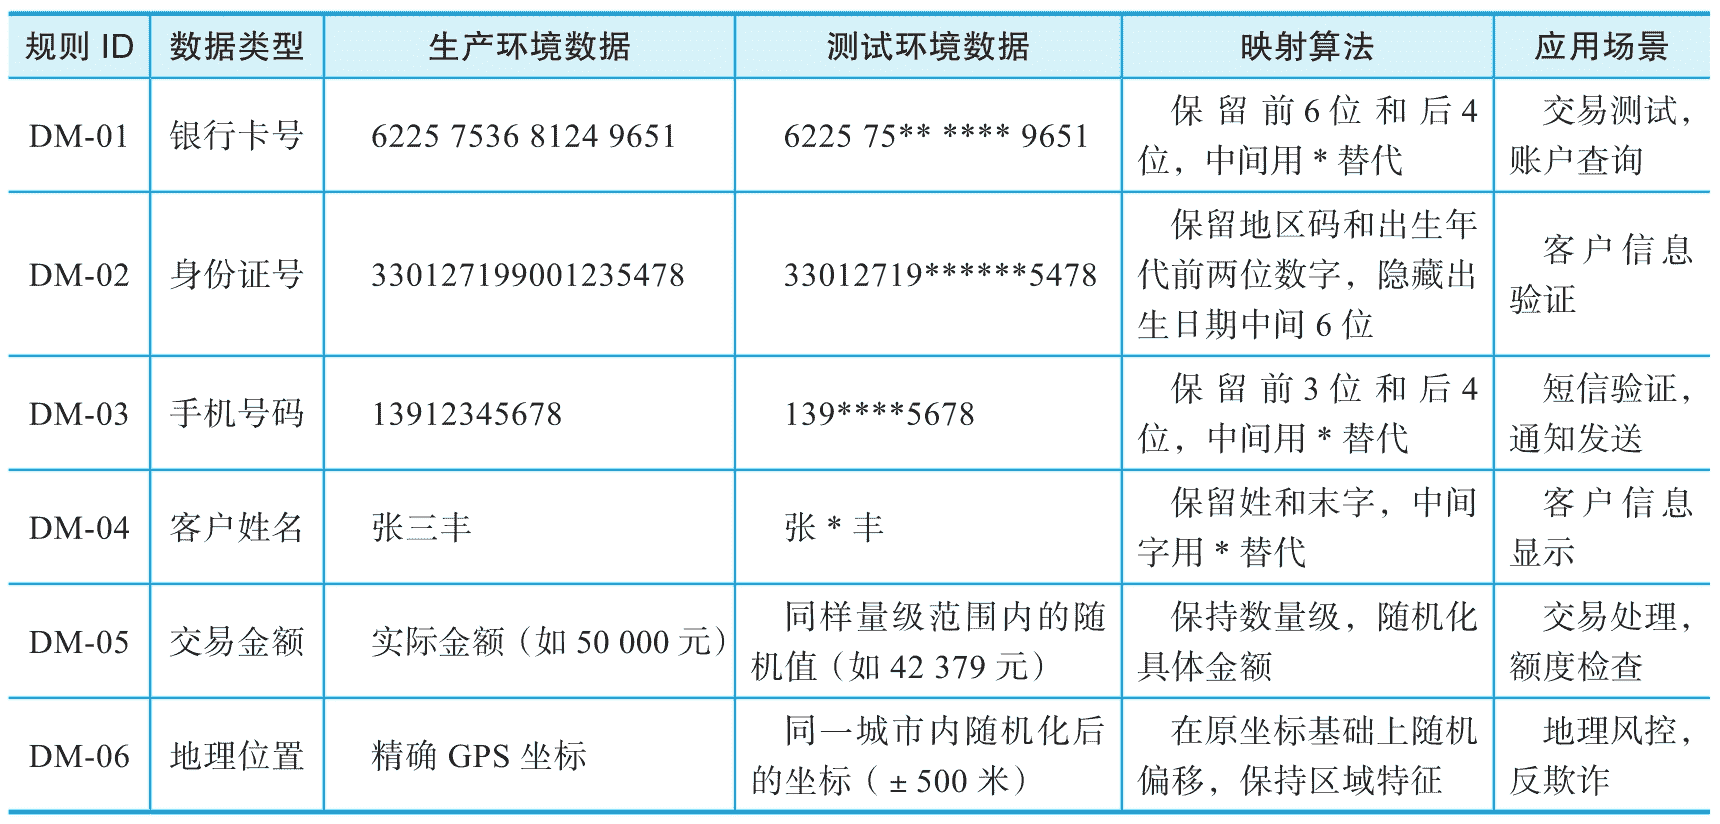 规则 ID 数据类型 生产环境数据 测试环境数据 映射算法 应用场景
DM-01 银行卡号 6225 7536 8124 9651 6225 75** **** 9651 保留前6位和后4位，中间用 * 替代 交易测试，账户查询
DM-02 身份证号 330127199001235478 33012719******5478 保留地区码和出生年代前两位数字，隐藏出生日期中间 6 位 客户信息验证
DM-03 手机号码 13912345678 139****5678 保留前3位和后4位，中间用 * 替代 短信验证，通知发送
DM-04 客户姓名 张三丰 张 * 丰 保留姓和末字，中间字用 * 替代 客户信息显示
DM-05 交易金额 实际金额（如 50 000 元） 同样量级范围内的随机值（如 42 379 元） 保持数量级，随机化具体金额 交易处理，额度检查
DM-06 地理位置 精确 GPS 坐标 同一城市内随机化后的坐标（ ± 500 米） 在原坐标基础上随机偏移，保持区域特征 地理风控，反欺诈